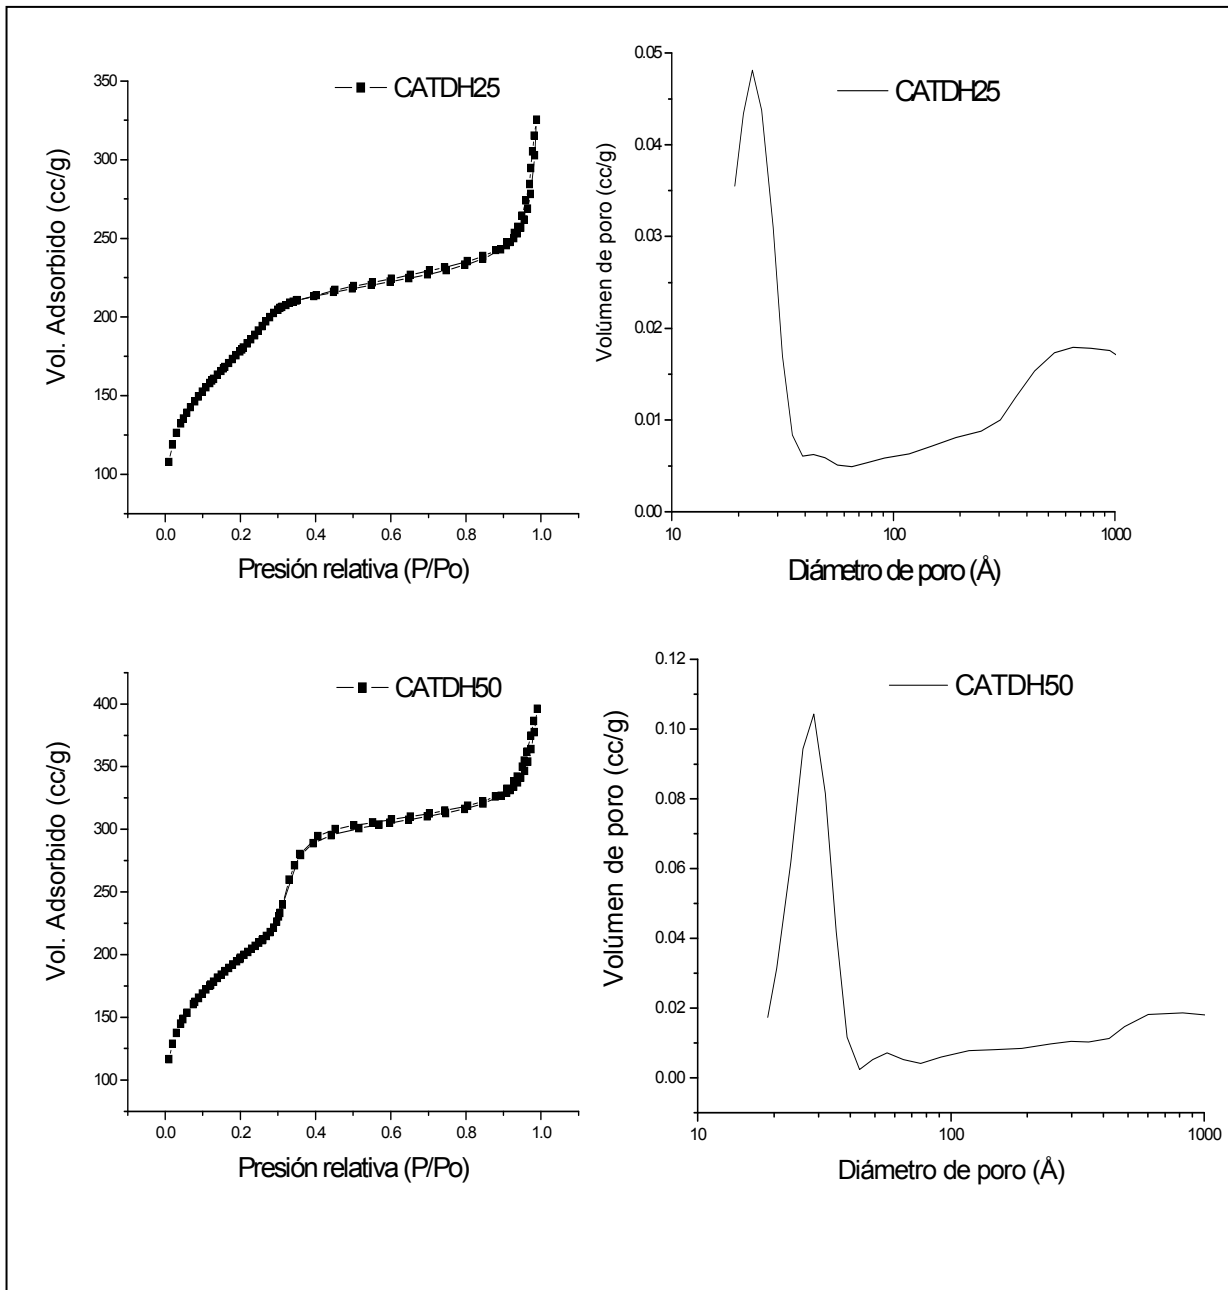 CATDH25
Vol. Adsorbido (cc/g)
350
300
250
200
150
100
0.0 0.2 0.4 0.6 0.8 1.0
Presión relativa (P/Po)
CATDH25
Volúmen de poro (cc/g)
0.05
0.04
0.03
0.02
0.01
0.00
10 100 1000
Diámetro de poro (Å)
CATDH50
Vol. Adsorbido (cc/g)
400
350
300
250
200
150
100
0.0 0.2 0.4 0.6 0.8 1.0
Presión relativa (P/Po)
CATDH50
Volúmen de poro (cc/g)
0.12
0.10
0.08
0.06
0.04
0.02
0.00
10 100 1000
Diámetro de poro (Å)